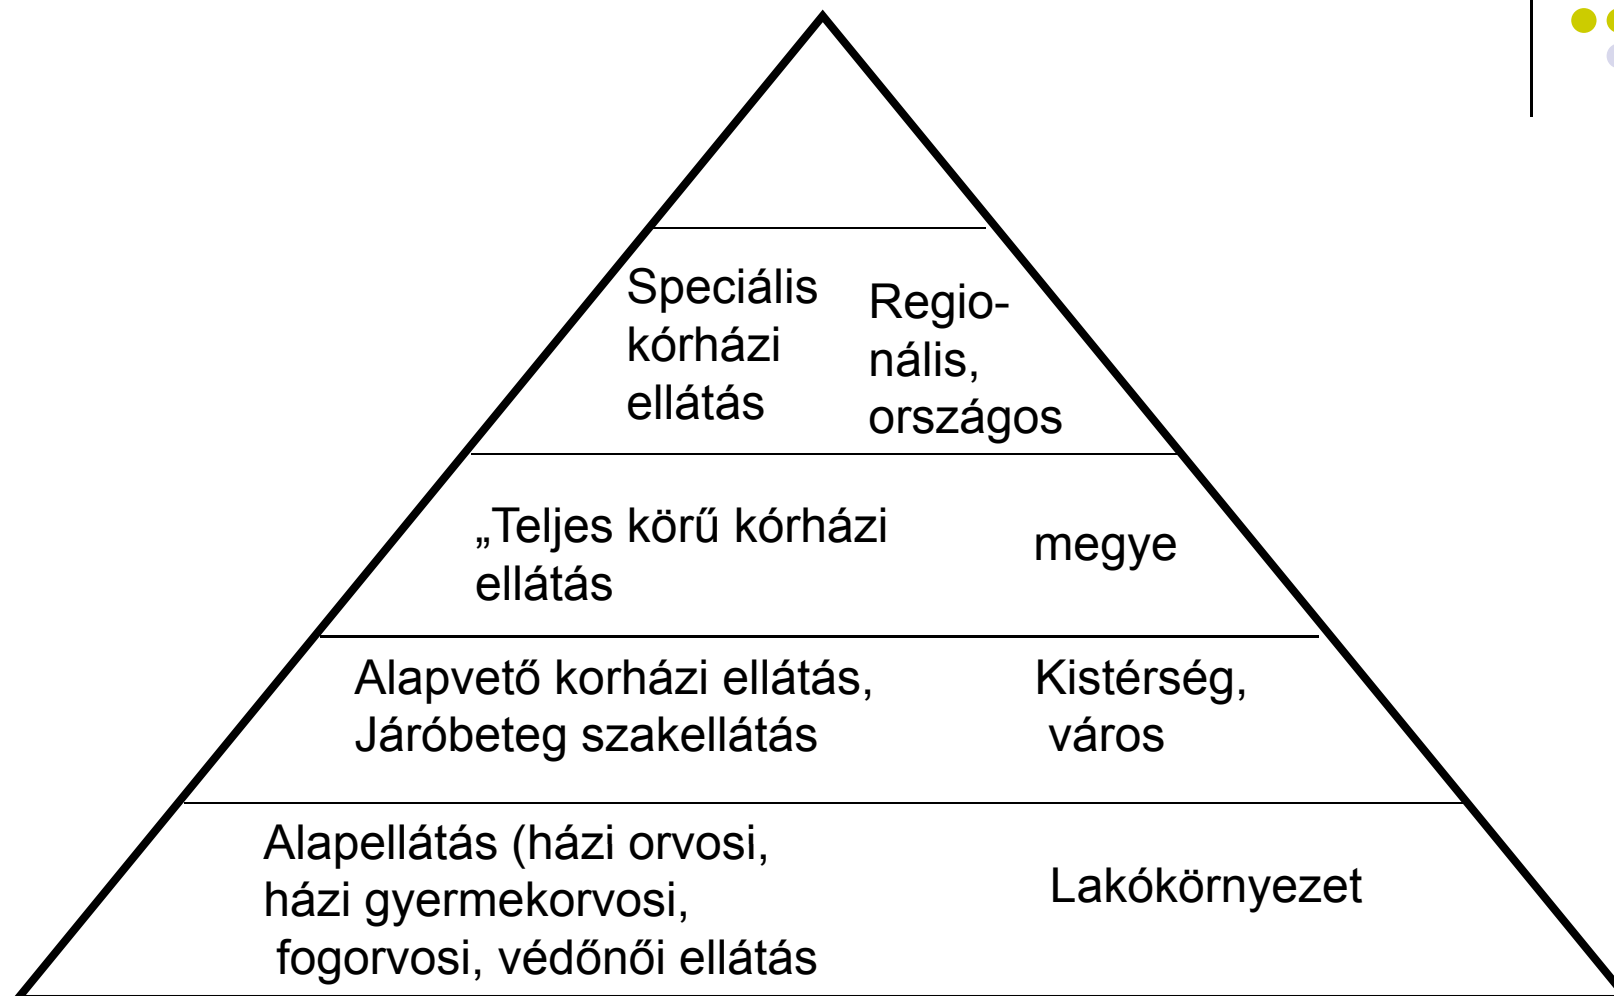 Speciális
kórházi
ellátás
Regio-
nális,
országos
„Teljes körű kórházi
ellátás
megye
Alapvető korházi ellátás,
Járóbeteg szakellátás
Kistérség,
város
Alapellátás (házi orvosi,
házi gyermekorvosi,
fogorvosi, védőnői ellátás
Lakókörnyezet